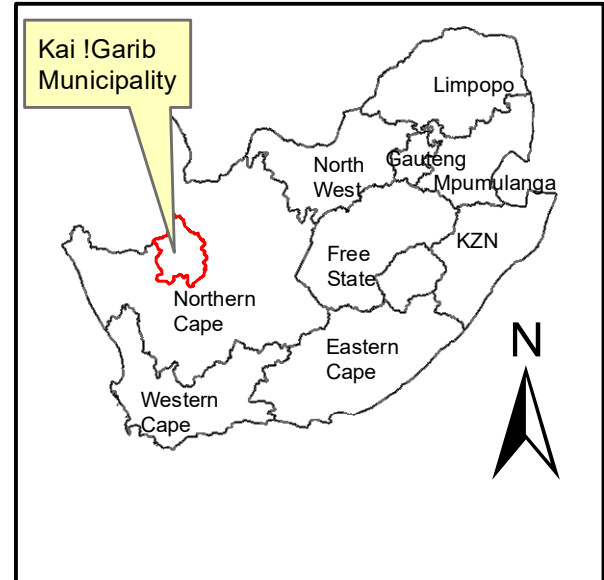 Kai !Garib
Municipality
Limpopo
Gauteng
North
West
Mpumulanga
KZN
Free
State
Northern
Cape
Eastern
Cape
N
Western
Cape